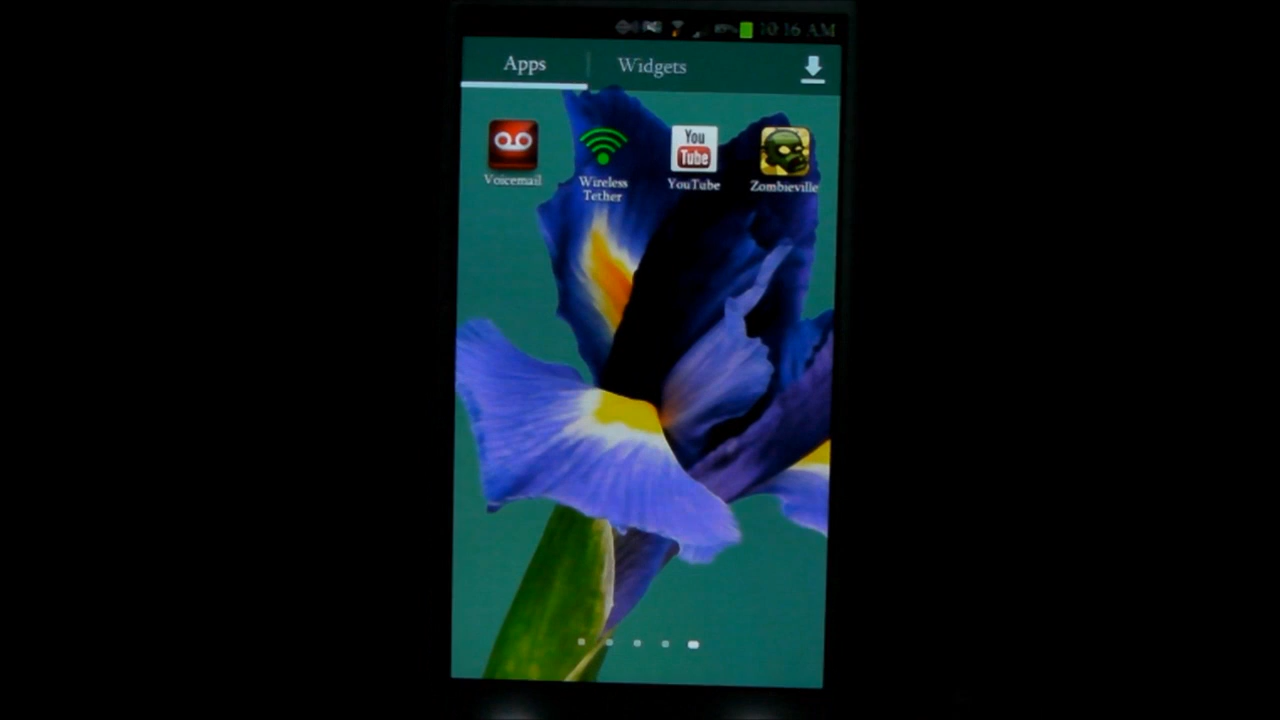 10:16 AM
Apps Widgets
Voicemail
Wireless
Tether
You
Tube
YouTube
Zombieville